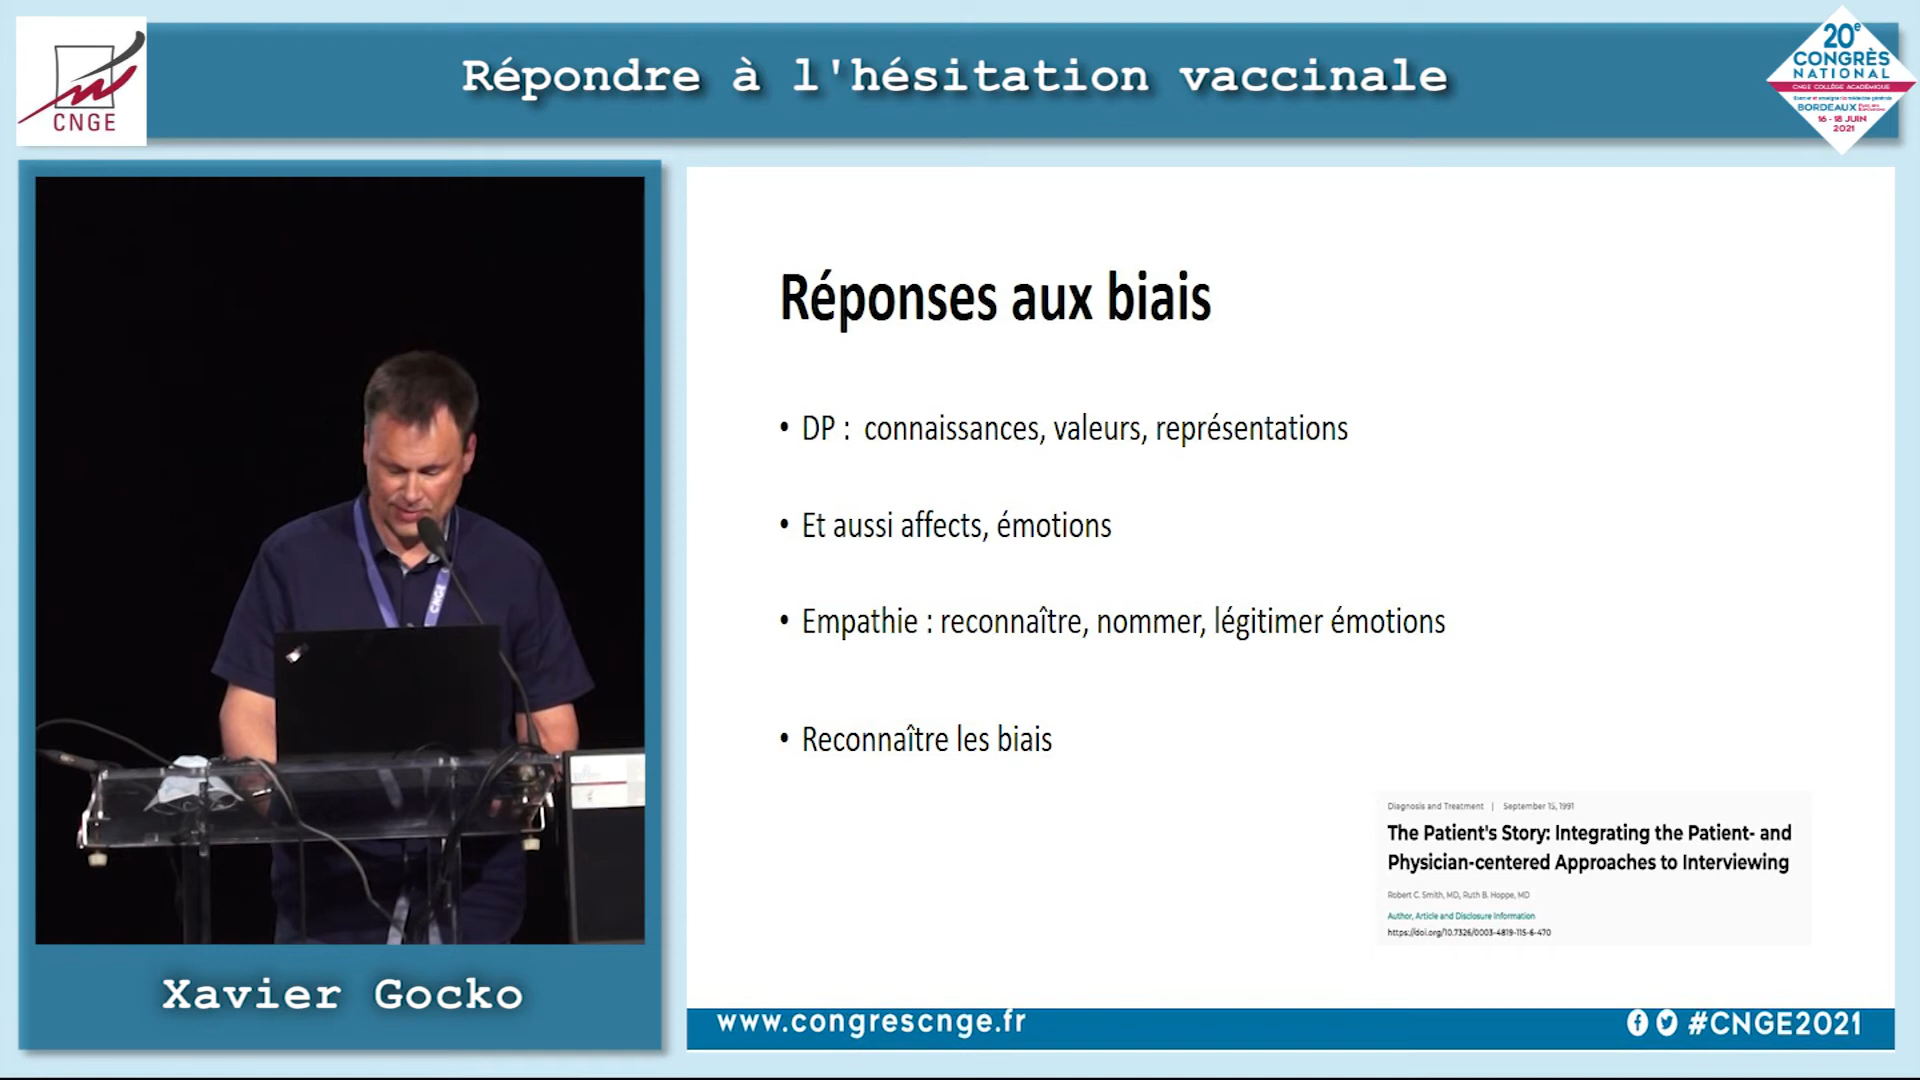 Répondre à l'hésitation vaccinale
CNGE
20e
CONGRÈS
NATIONAL
CNGE COLLÈGE ACADÉMIQUE
BORDEAUX
16 - 18 JUIN
2021
Réponses aux biais
• DP : connaissances, valeurs, représentations
• Et aussi affects, émotions
• Empathie : reconnaître, nommer, légitimer émotions
• Reconnaître les biais
Diagnosis and Treatment | September 15, 1991
The Patient's Story: Integrating the Patient- and
Physician-centered Approaches to Interviewing
Robert C. Smith, MD, Ruth B. Hoppe, MD
Author, Article and Disclosure Information
https://doi.org/10.7326/0003-4819-115-6-470
CNGE
Xavier Gocko
www.congrescnge.fr
#CNGE2021